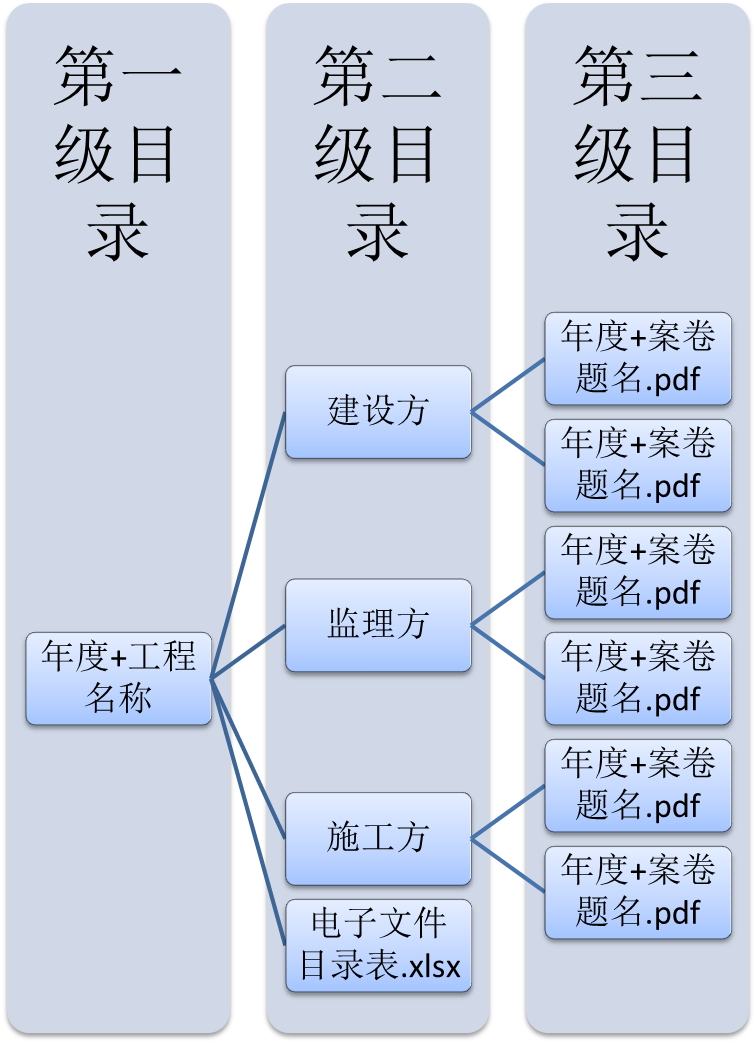 第一
级目
录
第二
级目
录
第三
级目
录
年度+工程
名称
建设方
监理方
施工方
电子文件
目录表.xlsx
年度+案卷
题名.pdf
年度+案卷
题名.pdf
年度+案卷
题名.pdf
年度+案卷
题名.pdf
年度+案卷
题名.pdf
年度+案卷
题名.pdf